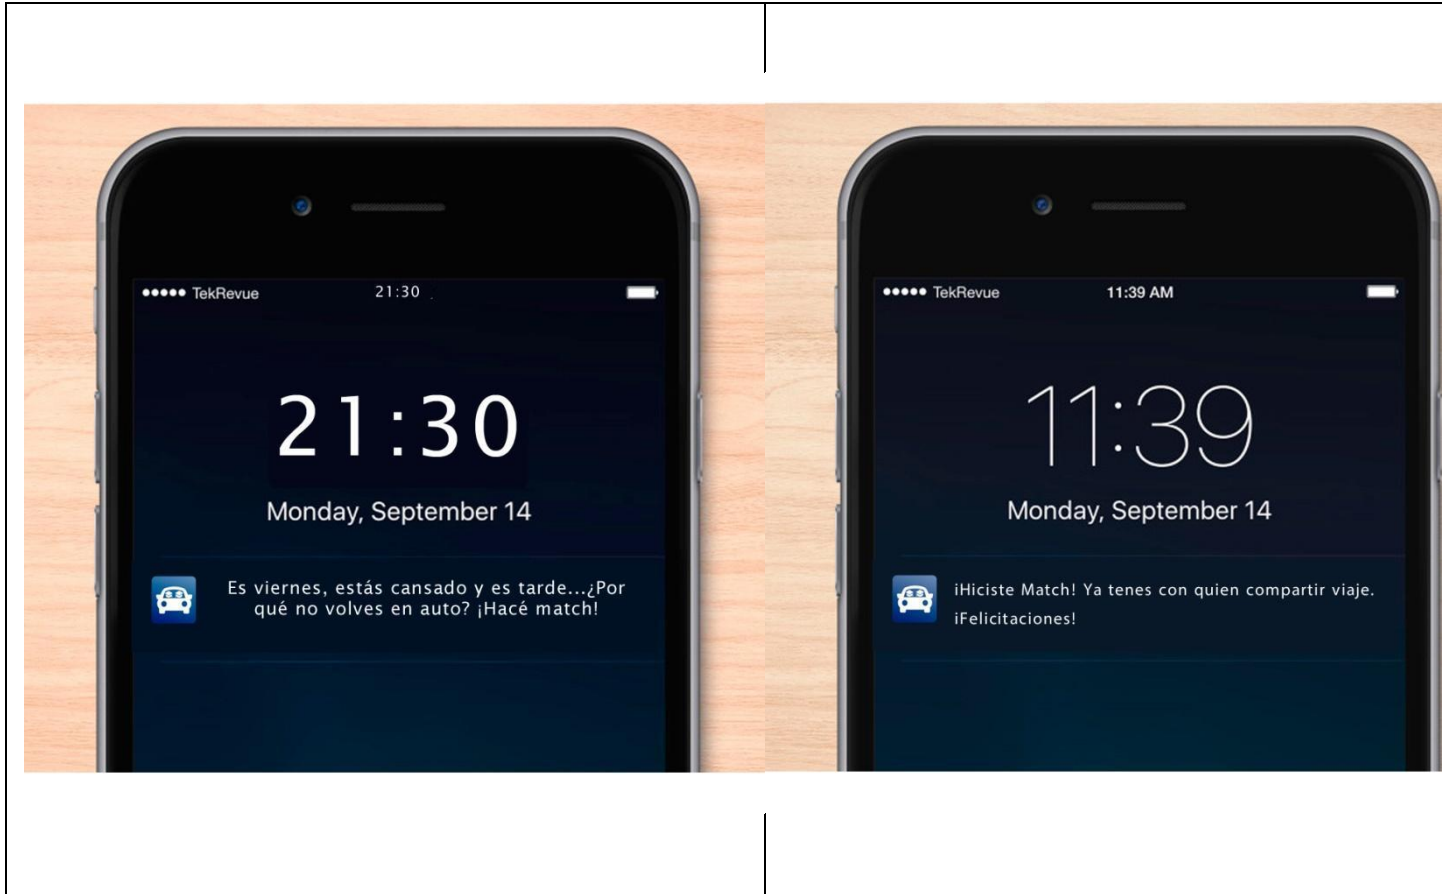 TekRevue 21:30
21:30
Monday, September 14
Es viernes, estás cansado y es tarde...¿Por
qué no volves en auto? ¡Hacé match!
TekRevue 11:39 AM
11:39
Monday, September 14
¡Hiciste Match! Ya tenes con quien compartir viaje.
¡Felicitaciones!